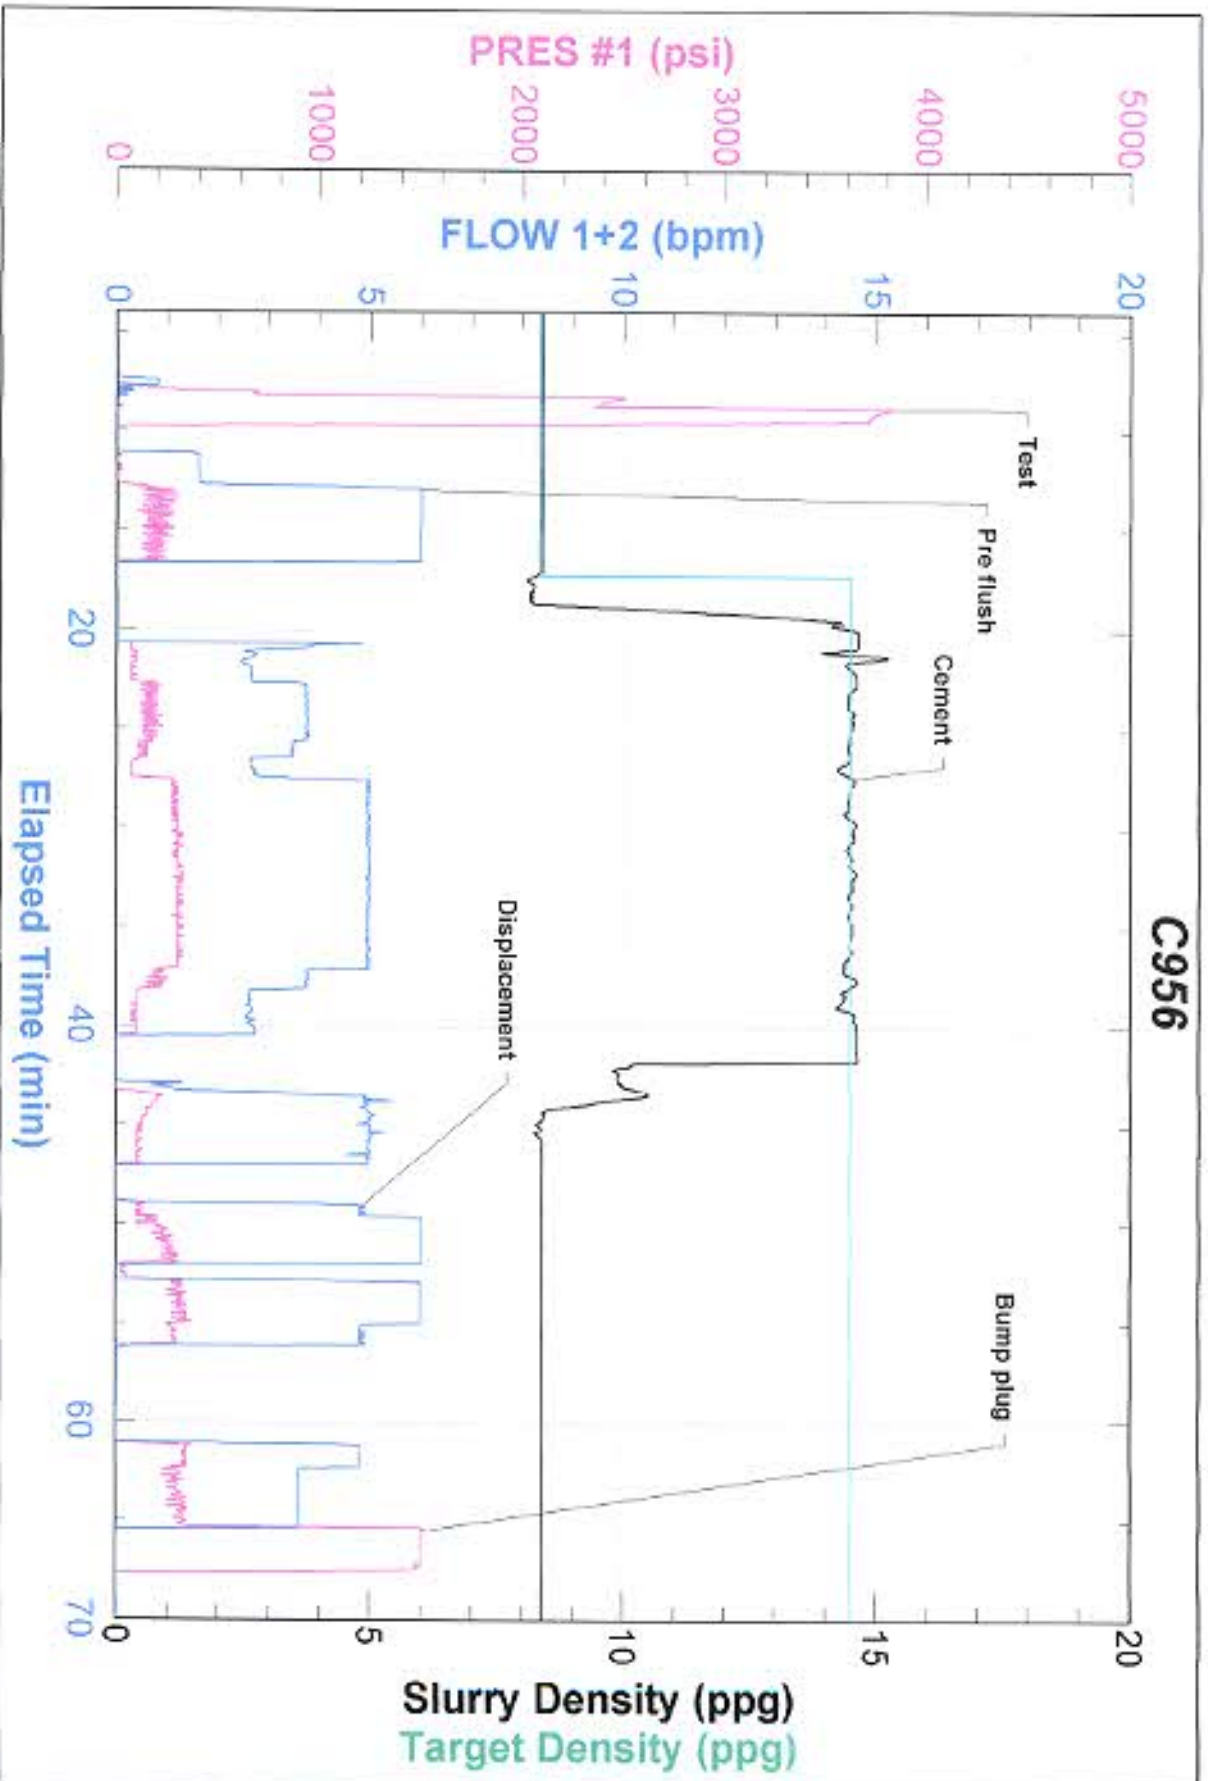 C956
PRES #1 (psi)
5000
4000
3000
2000
1000
0
FLOW 1+2 (bpm)
20
15
10
5
0
Test
Pre flush
Cement
Displacement
Bump plug
20
15
10
5
0
Slurry Density (ppg)
Target Density (ppg)
20
40
60
70
Elapsed Time (min)